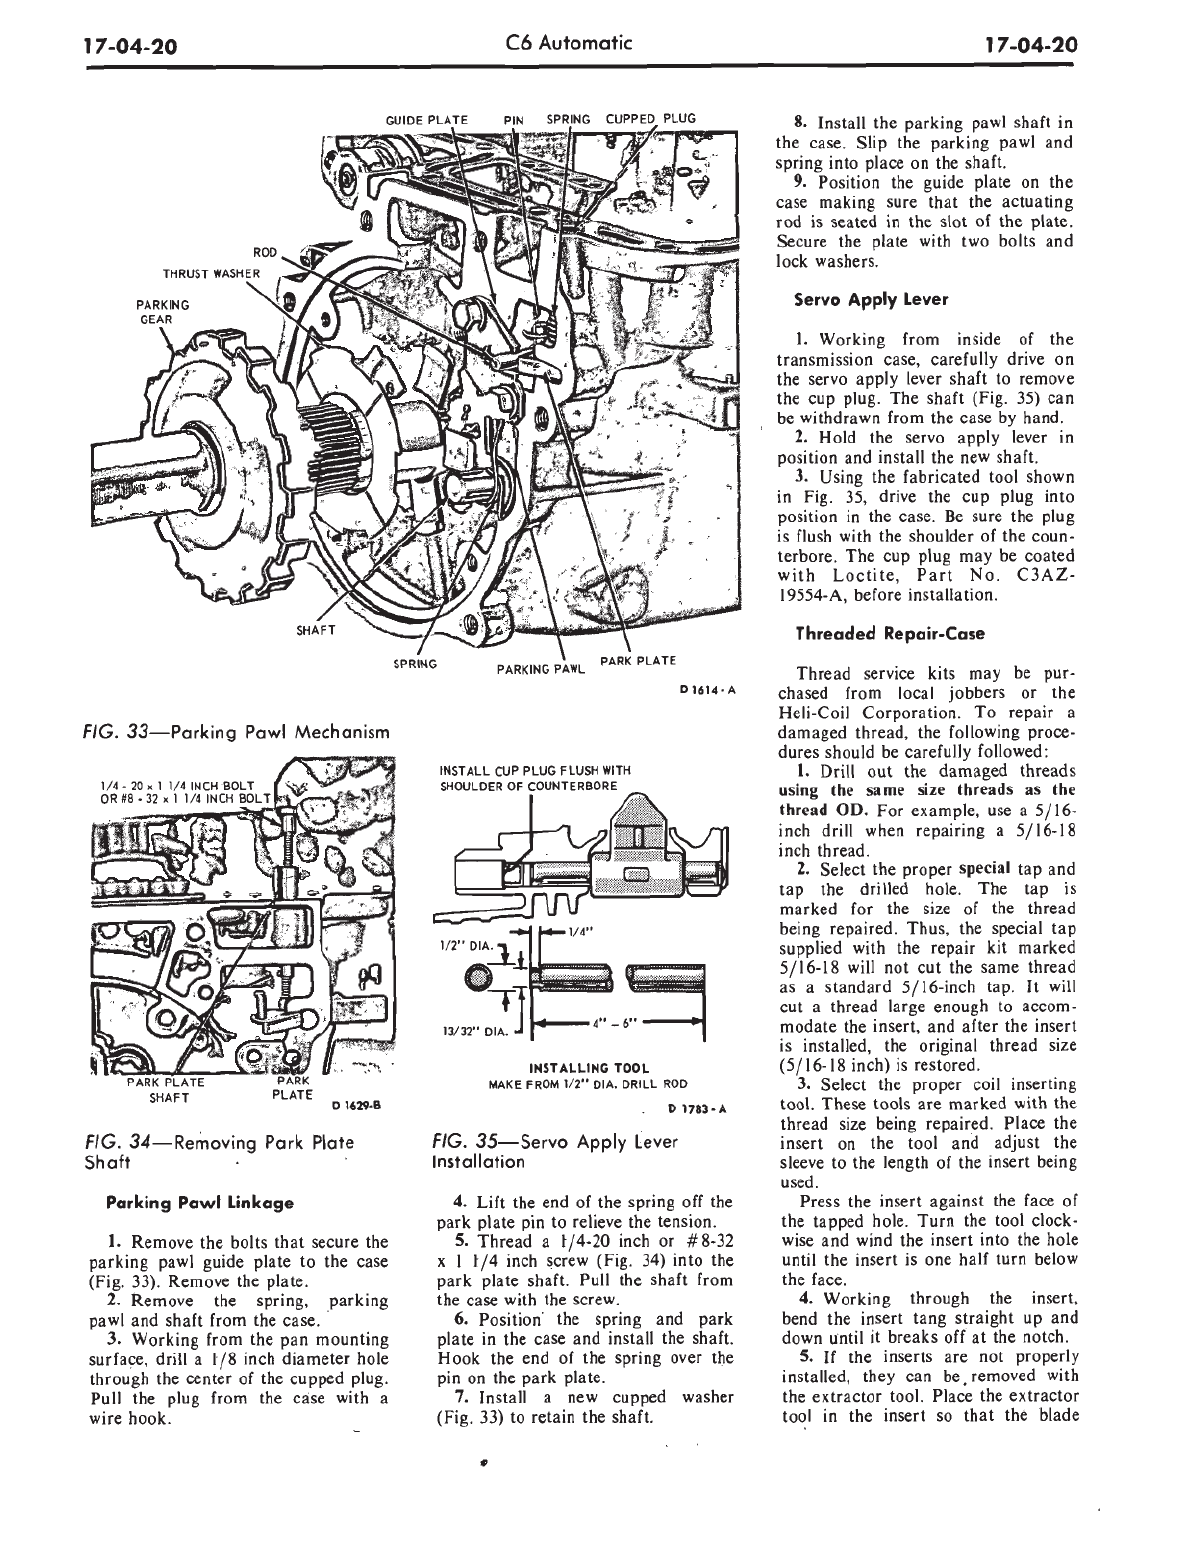 17-04-20
C6 Automatic
17-04-20
GUIDE PLATE
PIN
SPRING
CUPPED PLUG
ROD
THRUST WASHER
PARKING
GEAR
SHAFT
SPRING
PARKING PAWL
PARK PLATE
D 1614-A
FIG. 33—Parking Pawl Mechanism
1/4 - 20 x 1 1/4 INCH BOLT
OR #8 - 32 x 1 1/4 INCH BOLT
PARK PLATE
SHAFT
PARK
PLATE
D 1629-B
FIG. 34—Removing Park Plate
Shaft
INSTALL CUP PLUG FLUSH WITH
SHOULDER OF COUNTERBORE
1/4"
1/2" DIA.
13/32" DIA.
4" - 6"
INSTALLING TOOL
MAKE FROM 1/2" DIA. DRILL ROD
D 1783-A
FIG. 35—Servo Apply Lever
Installation
Parking Pawl Linkage
1. Remove the bolts that secure the
parking pawl guide plate to the case
(Fig. 33). Remove the plate.
2. Remove the spring, parking
pawl and shaft from the case.
3. Working from the pan mounting
surface, drill a 1/8 inch diameter hole
through the center of the cupped plug.
Pull the plug from the case with a
wire hook.
4. Lift the end of the spring off the
park plate pin to relieve the tension.
5. Thread a 1/4-20 inch or #8-32
x 1 1/4 inch screw (Fig. 34) into the
park plate shaft. Pull the shaft from
the case with the screw.
6. Position the spring and park
plate in the case and install the shaft.
Hook the end of the spring over the
pin on the park plate.
7. Install a new cupped washer
(Fig. 33) to retain the shaft.
8. Install the parking pawl shaft in
the case. Slip the parking pawl and
spring into place on the shaft.
9. Position the guide plate on the
case making sure that the actuating
rod is seated in the slot of the plate.
Secure the plate with two bolts and
lock washers.
Servo Apply Lever
1. Working from inside of the
transmission case, carefully drive on
the servo apply lever shaft to remove
the cup plug. The shaft (Fig. 35) can
be withdrawn from the case by hand.
2. Hold the servo apply lever in
position and install the new shaft.
3. Using the fabricated tool shown
in Fig. 35, drive the cup plug into
position in the case. Be sure the plug
is flush with the shoulder of the coun-
terbore. The cup plug may be coated
with Loctite, Part No. C3AZ-
19554-A, before installation.
Threaded Repair-Case
Thread service kits may be pur-
chased from local jobbers or the
Heli-Coil Corporation. To repair a
damaged thread, the following proce-
dures should be carefully followed:
1. Drill out the damaged threads
using the same size threads as the
thread OD. For example, use a 5/16-
inch drill when repairing a 5/16-18
inch thread.
2. Select the proper special tap and
tap the drilled hole. The tap is
marked for the size of the thread
being repaired. Thus, the special tap
supplied with the repair kit marked
5/16-18 will not cut the same thread
as a standard 5/16-inch tap. It will
cut a thread large enough to accom-
modate the insert, and after the insert
is installed, the original thread size
(5/16-18 inch) is restored.
3. Select the proper coil inserting
tool. These tools are marked with the
thread size being repaired. Place the
insert on the tool and adjust the
sleeve to the length of the insert being
used.
Press the insert against the face of
the tapped hole. Turn the tool clock-
wise and wind the insert into the hole
until the insert is one half turn below
the face.
4. Working through the insert,
bend the insert tang straight up and
down until it breaks off at the notch.
5. If the inserts are not properly
installed, they can be removed with
the extractor tool. Place the extractor
tool in the insert so that the blade